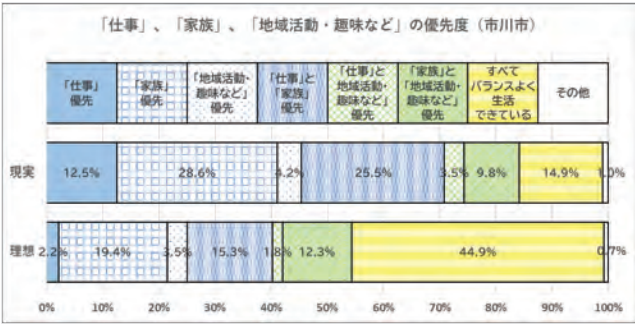 「仕事」、「家族」、「地域活動・趣味など」の優先度（市川市）
「仕事」
優先
「家族」
優先
「地域活動・
趣味など」
優先
「仕事」と
「家族」
優先
「仕事」と
地域活動・
趣味など」
優先
「家族」と
「地域活動・
趣味など」
優先
すべて
バランスよく
生活
できている
その他
現実
12.5%
28.6%
4.2%
25.5%
3.5%
9.8%
14.9%
1.0%
理想
2.2%
19.4%
3.5%
15.3%
1.8%
12.3%
44.9%
0.7%
0% 10% 20% 30% 40% 50% 60% 70% 80% 90% 100%